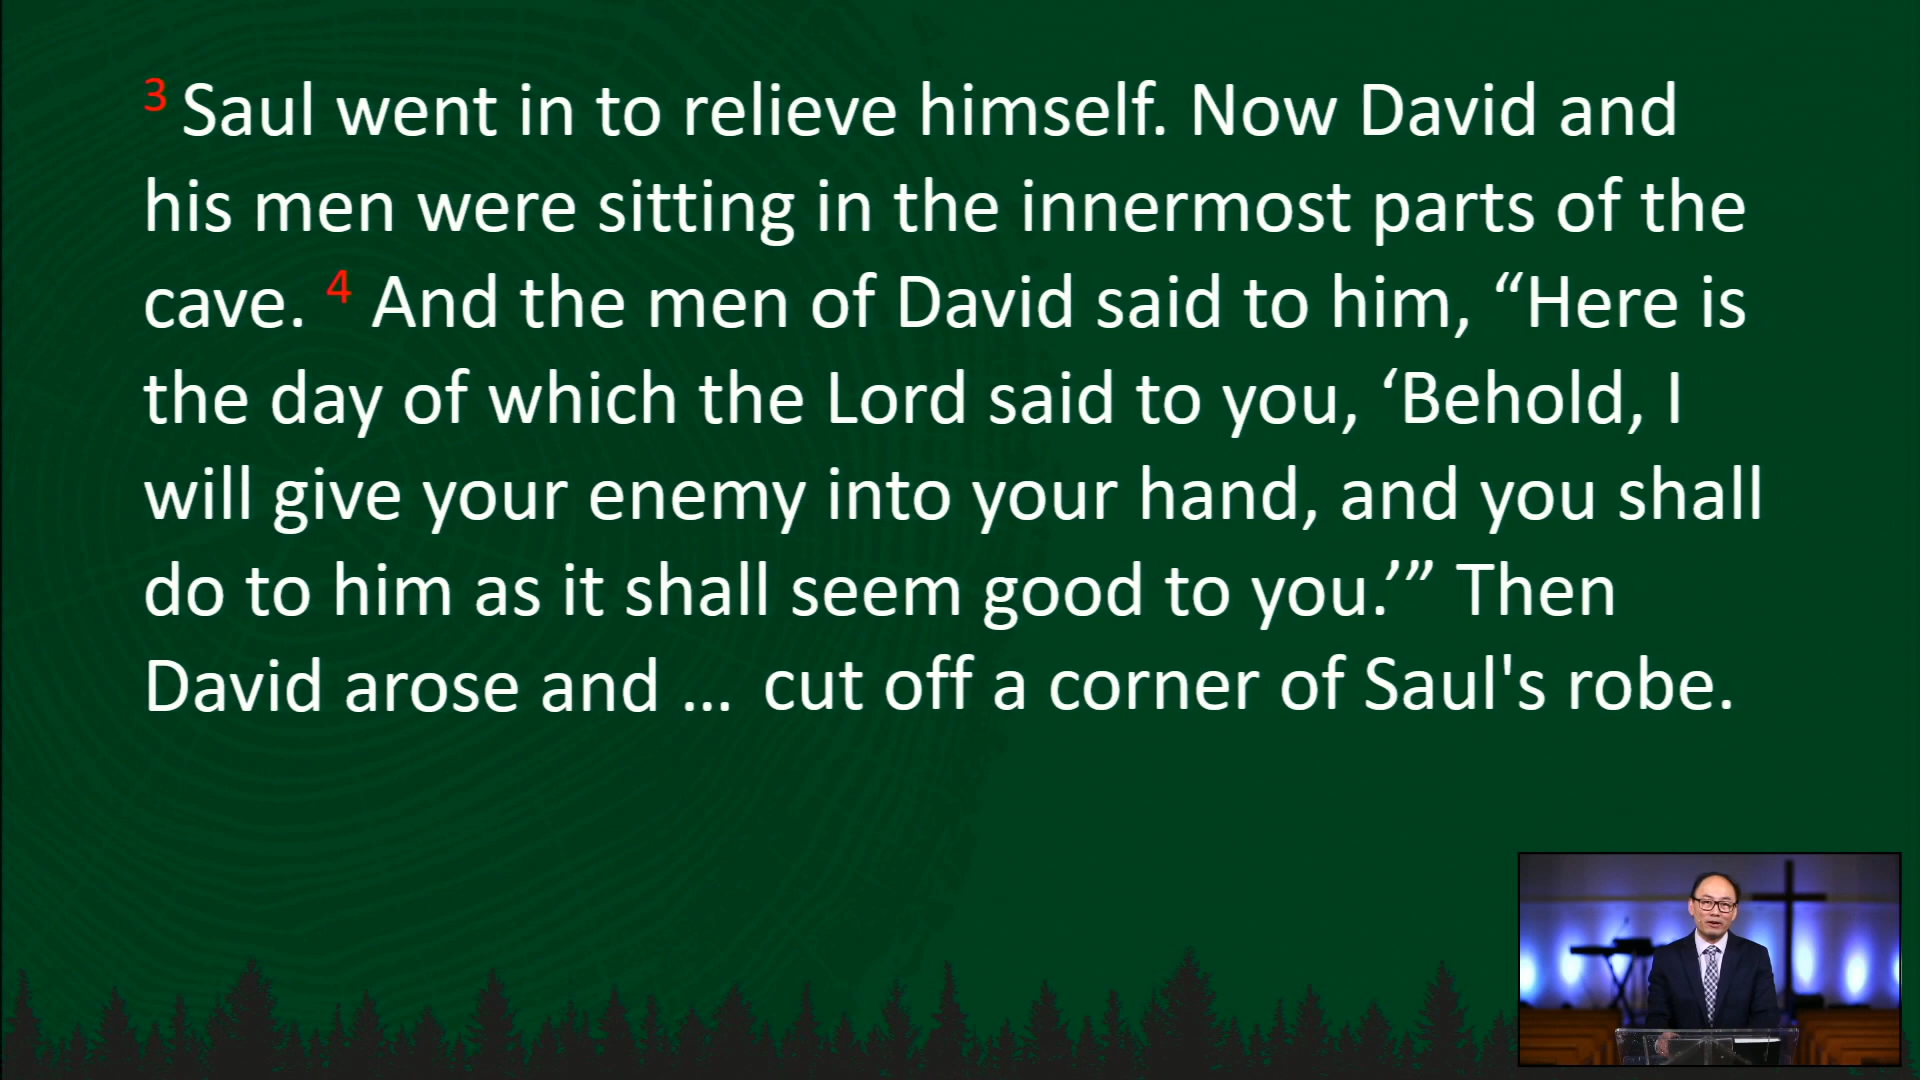 3 Saul went in to relieve himself. Now David and
his men were sitting in the innermost parts of the
cave. 4 And the men of David said to him, “Here is
the day of which the Lord said to you, ‘Behold, I
will give your enemy into your hand, and you shall
do to him as it shall seem good to you.’” Then
David arose and ... cut off a corner of Saul's robe.